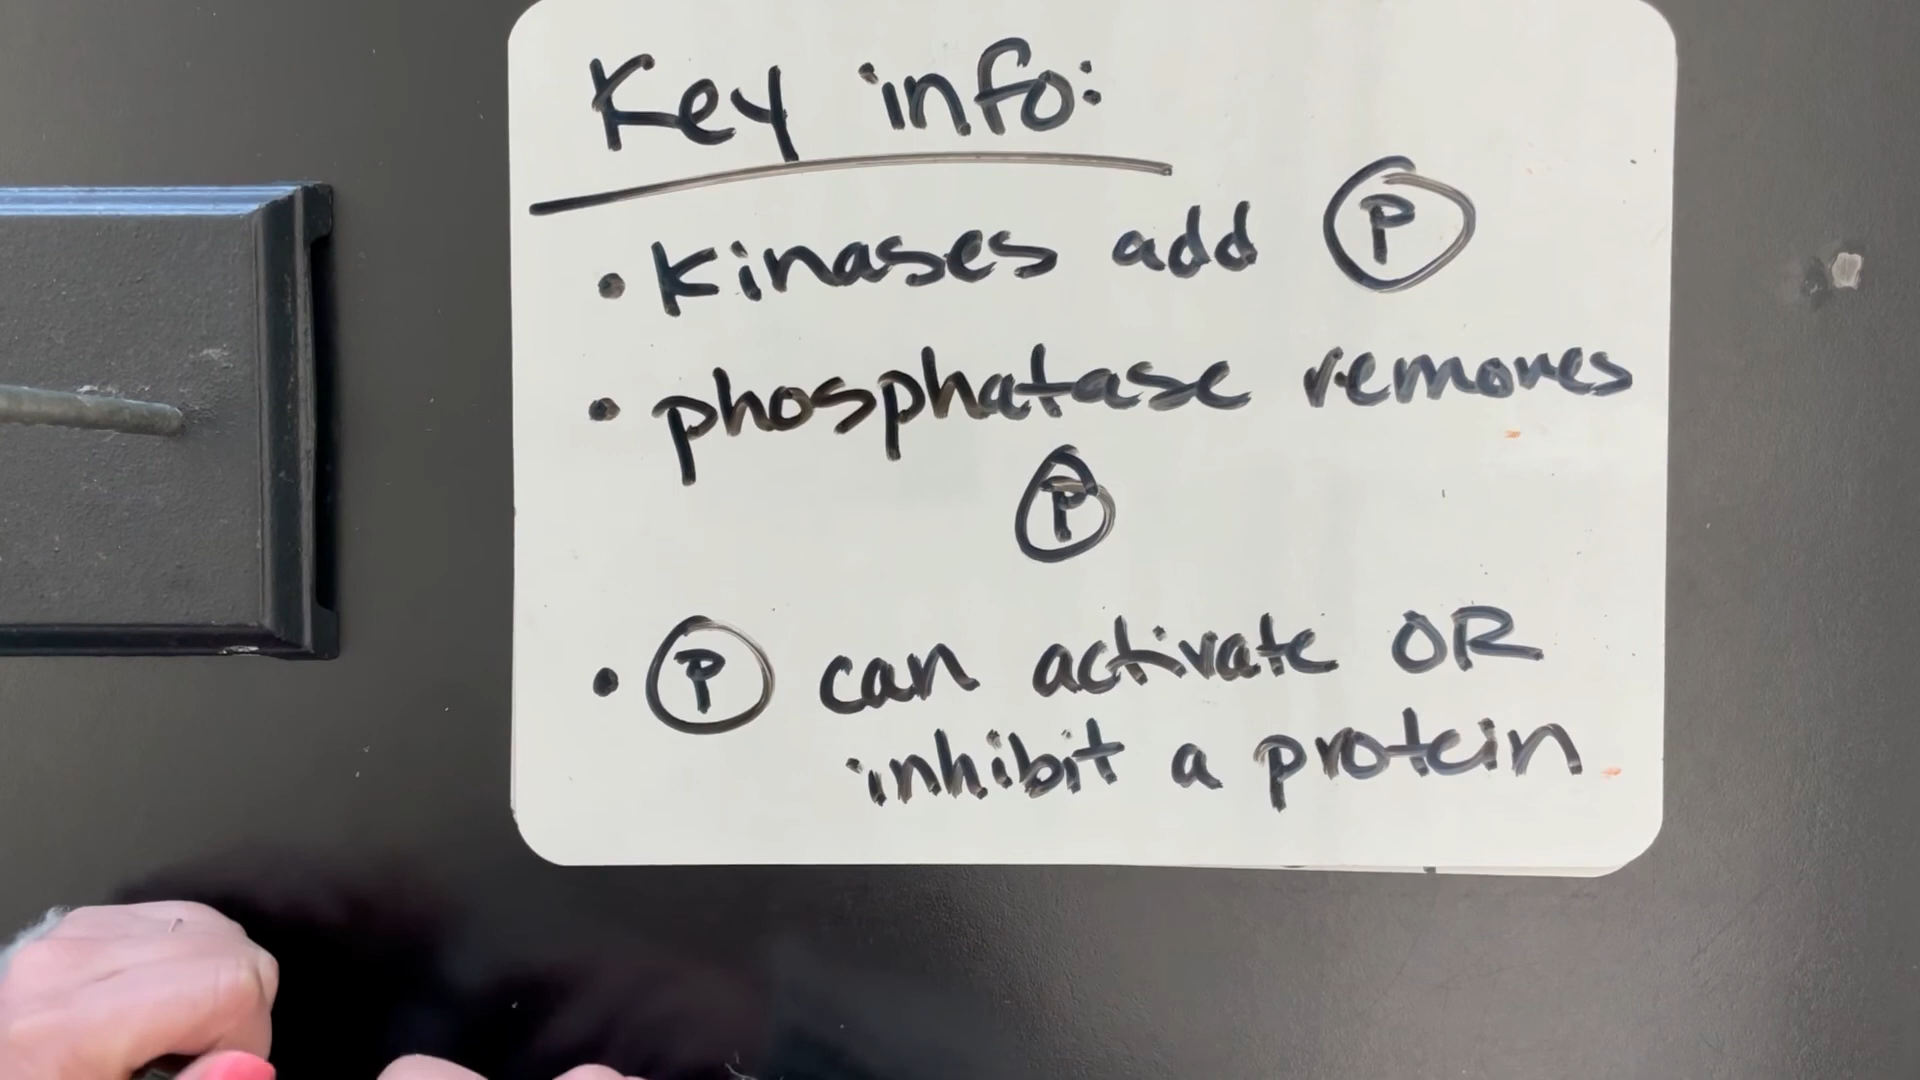 Key info:
• Kinases add Ⓟ
• phosphatase removes
Ⓟ
• Ⓟ can activate OR
inhibit a protein